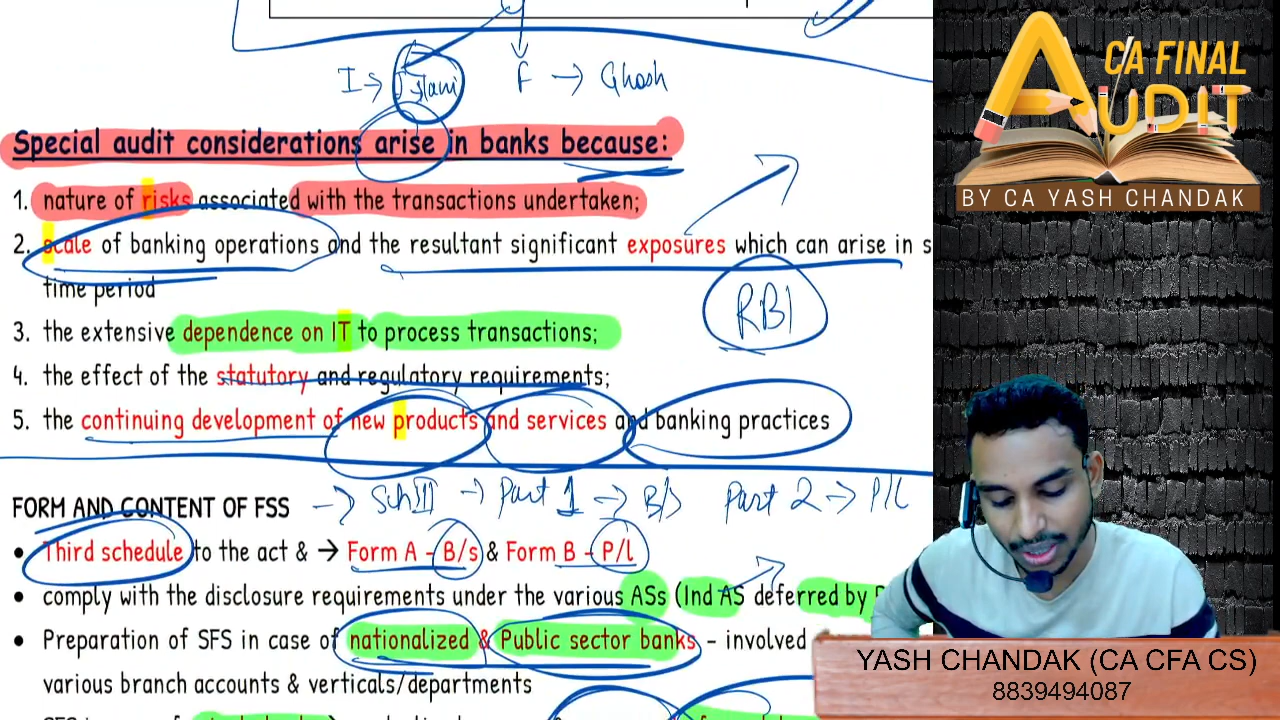 I → Jilani F → Ghosh
Special audit considerations arise in banks because:
1. nature of risks associated with the transactions undertaken;
2. scale of banking operations and the resultant significant exposures which can arise in s
time period
RBI
3. the extensive dependence on IT to process transactions;
4. the effect of the statutory and regulatory requirements;
5. the continuing development of new products and services and banking practices
FORM AND CONTENT OF FSS → Sch III → Part 1 → B/S Part 2 → P/L
• Third schedule to the act & → Form A - B/s & Form B - P/l
• comply with the disclosure requirements under the various ASs (Ind AS deferred by
• Preparation of SFS in case of nationalized & Public sector banks - involved
various branch accounts & verticals/departments
CA FINAL
AUDIT
BY CA YASH CHANDAK
YASH CHANDAK (CA CFA CS)
8839494087